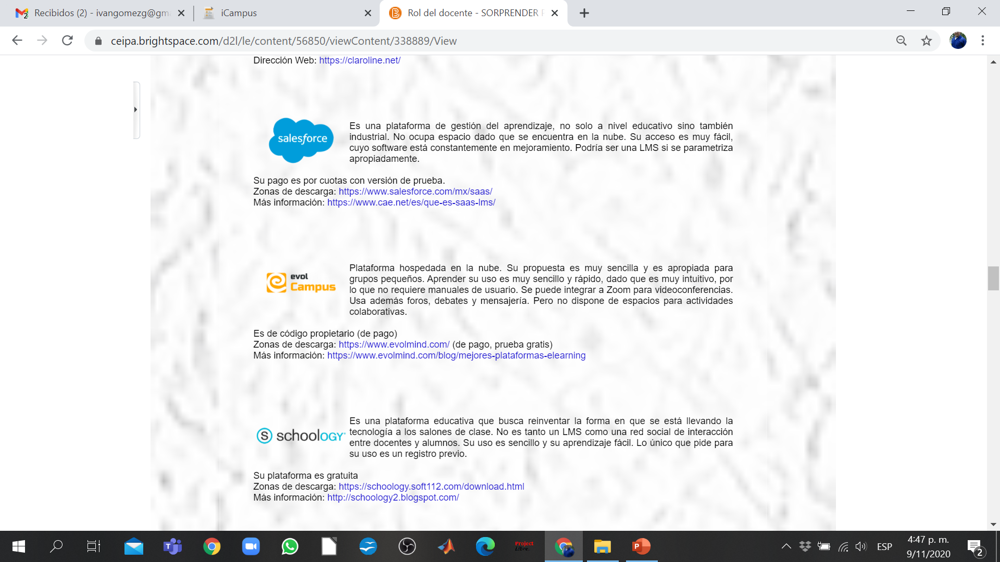 Recibidos (2) - ivangomezg@gm
iCampus
Rol del docente - SORPRENDER
ceipa.brightspace.com/d2l/le/content/56850/viewContent/338889/View
Dirección Web: https://claroline.net/
salesforce
Es una plataforma de gestión del aprendizaje, no solo a nivel educativo sino también
industrial. No ocupa espacio dado que se encuentra en la nube. Su acceso es muy fácil,
cuyo software está constantemente en mejoramiento. Podría ser una LMS si se parametriza
apropiadamente.
Su pago es por cuotas con versión de prueba.
Zonas de descarga: https://www.salesforce.com/mx/saas/
Más información: https://www.cae.net/es/que-es-saas-lms/
evol
Campus
Plataforma hospedada en la nube. Su propuesta es muy sencilla y es apropiada para
grupos pequeños. Aprender su uso es muy sencillo y rápido, dado que es muy intuitivo, por
lo que no requiere manuales de usuario. Se puede integrar a Zoom para videoconferencias.
Usa además foros, debates y mensajería. Pero no dispone de espacios para actividades
colaborativas.
Es de código propietario (de pago)
Zonas de descarga: https://www.evolmind.com/ (de pago, prueba gratis)
Más información: https://www.evolmind.com/blog/mejores-plataformas-elearning
S schoology
Es una plataforma educativa que busca reinventar la forma en que se está llevando la
tecnología a los salones de clase. No es tanto un LMS como una red social de interacción
entre docentes y alumnos. Su uso es sencillo y su aprendizaje fácil. Lo único que pide para
su uso es un registro previo.
Su plataforma es gratuita
Zonas de descarga: https://schoology.soft112.com/download.html
Más información: http://schoology2.blogspot.com/
Project
Libre.
ESP
4:47 p. m.
9/11/2020
2